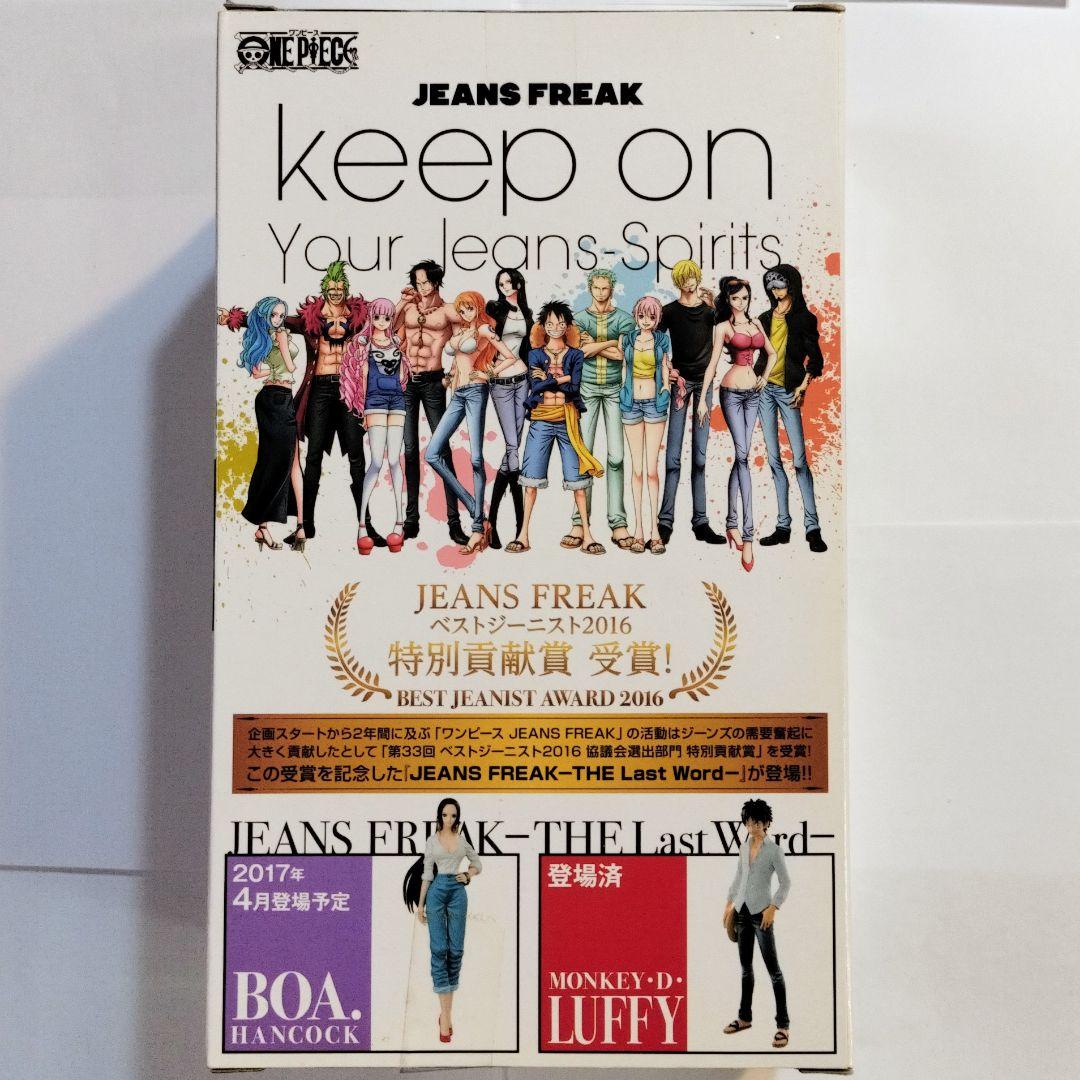 ワンピース
ONE PIECE
JEANS FREAK
keep on
Your Jeans-Spirits
JEANS FREAK
ベストジーニスト2016
特別貢献賞 受賞!
BEST JEANIST AWARD 2016
企画スタートから2年間に及ぶ「ワンピース JEANS FREAK」の活動はジーンズの需要奮起に
大きく貢献したとして「第33回 ベストジーニスト2016 協議会選出部門 特別貢献賞」を受賞!
この受賞を記念した『JEANS FREAK−THE Last Word−』が登場!!
JEANS FREAK−THE Last Word−
2017年
4月登場予定
BOA.
HANCOCK
登場済
MONKEY・D・
LUFFY